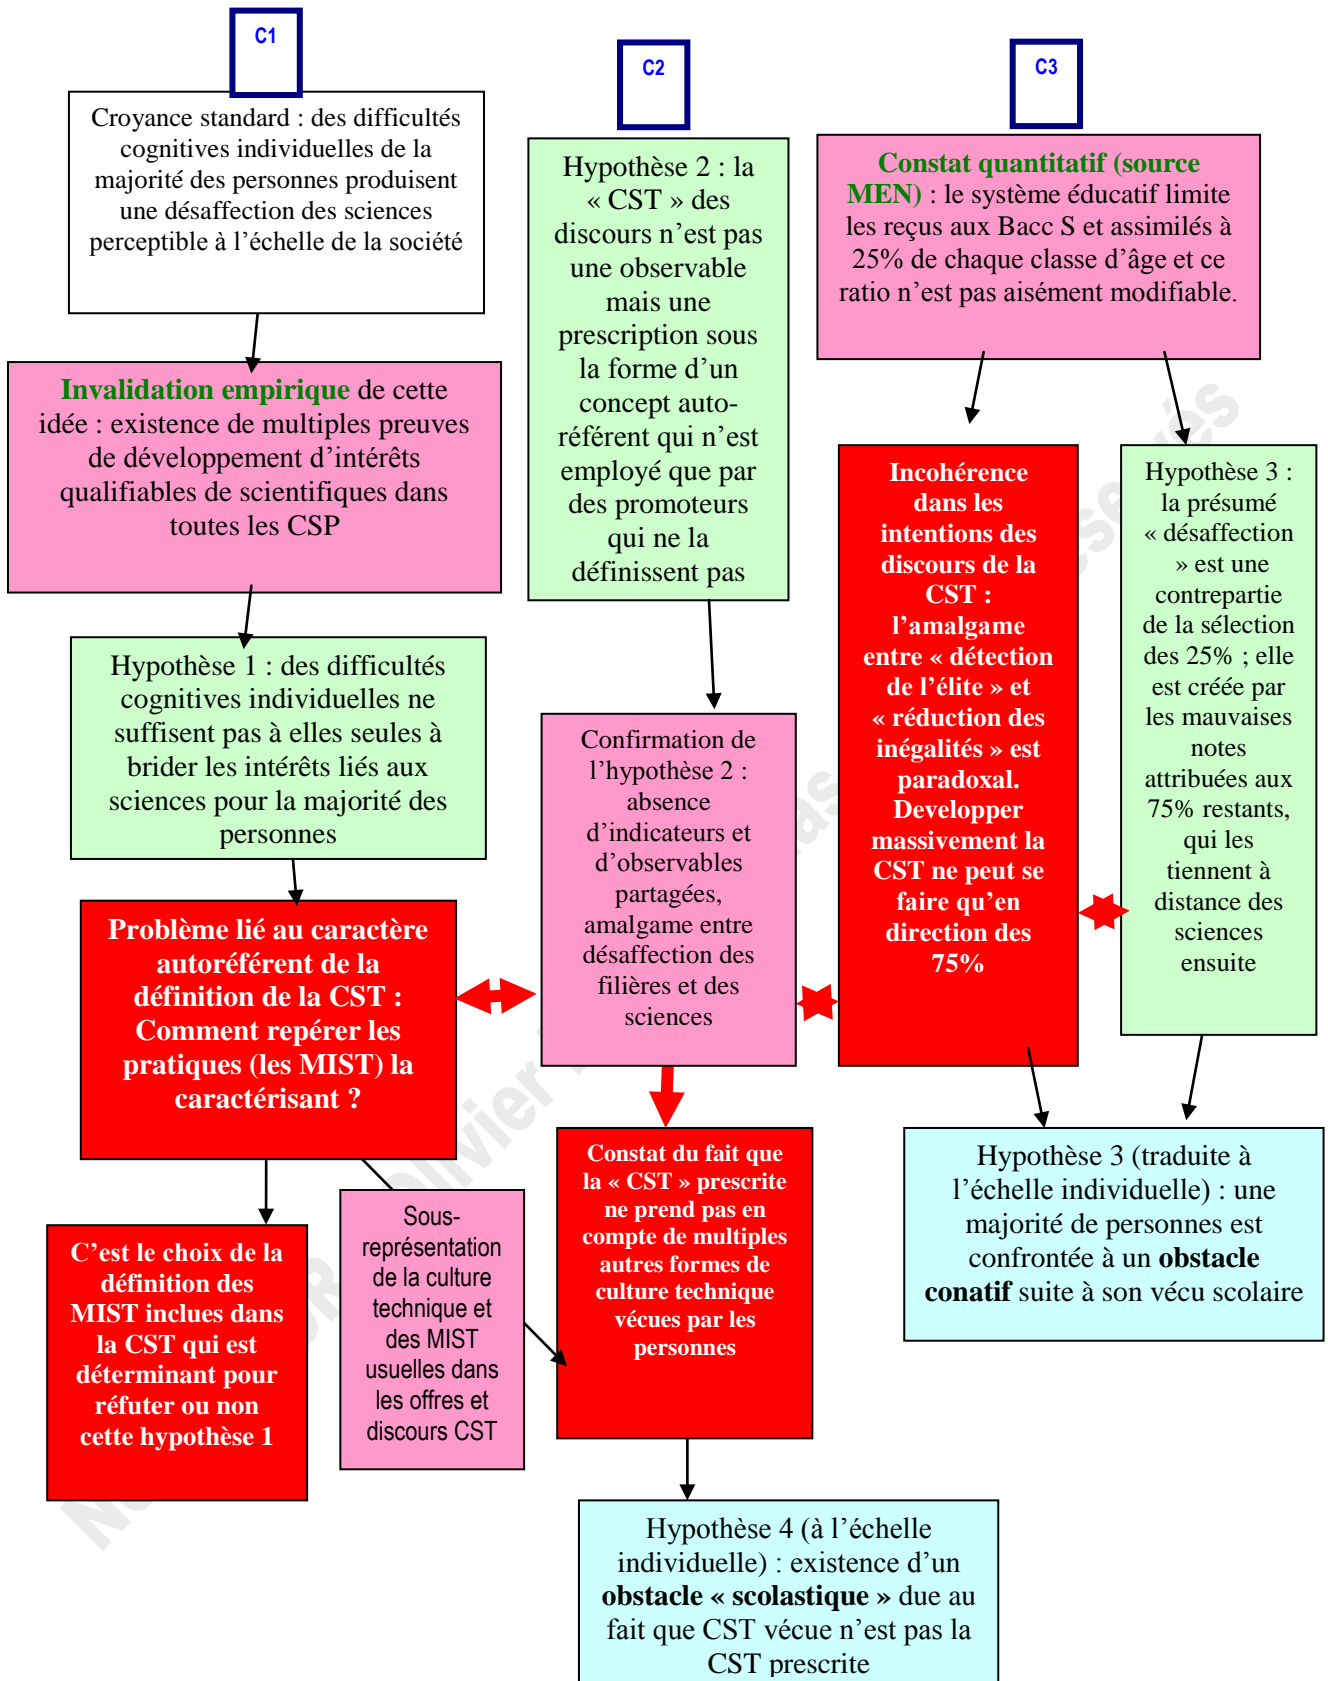 C1
Croyance standard : des difficultés
cognitives individuelles de la
majorité des personnes produisent
une désaffection des sciences
perceptible à l’échelle de la société
Invalidation empirique de cette
idée : existence de multiples preuves
de développement d’intérêts
qualifiables de scientifiques dans
toutes les CSP
Hypothèse 1 : des difficultés
cognitives individuelles ne
suffisent pas à elles seules à
brider les intérêts liés aux
sciences pour la majorité des
personnes
Problème lié au caractère
autoréférent de la
définition de la CST :
Comment repérer les
pratiques (les MIST) la
caractérisant ?
C’est le choix de la
définition des
MIST inclues dans
la CST qui est
déterminant pour
réfuter ou non
cette hypothèse 1
Sous-
représentation
de la culture
technique et
des MIST
usuelles dans
les offres et
discours CST
C2
Hypothèse 2 : la
« CST » des
discours n’est pas
une observable
mais une
prescription sous
la forme d’un
concept auto-
référent qui n’est
employé que par
des promoteurs
qui ne la
définissent pas
Confirmation de
l’hypothèse 2 :
absence
d’indicateurs et
d’observables
partagées,
amalgame entre
désaffection des
filières et des
sciences
Constat du fait que
la « CST » prescrite
ne prend pas en
compte de multiples
autres formes de
culture technique
vécues par les
personnes
Hypothèse 4 (à l’échelle
individuelle) : existence d’un
obstacle « scolastique » due au
fait que CST vécue n’est pas la
CST prescrite
C3
Constat quantitatif (source
MEN) : le système éducatif limite
les reçus aux Bacc S et assimilés à
25% de chaque classe d’âge et ce
ratio n’est pas aisément modifiable.
Incohérence
dans les
intentions des
discours de la
CST :
l’amalgame
entre « détection
de l’élite » et
« réduction des
inégalités » est
paradoxal.
Developper
massivement la
CST ne peut se
faire qu’en
direction des
75%
Hypothèse 3 :
la présumé
« désaffection
» est une
contrepartie
de la sélection
des 25% ; elle
est créée par
les mauvaises
notes
attribuées aux
75% restants,
qui les
tiennent à
distance des
sciences
ensuite
Hypothèse 3 (traduite à
l’échelle individuelle) : une
majorité de personnes est
confrontée à un obstacle
conatif suite à son vécu scolaire